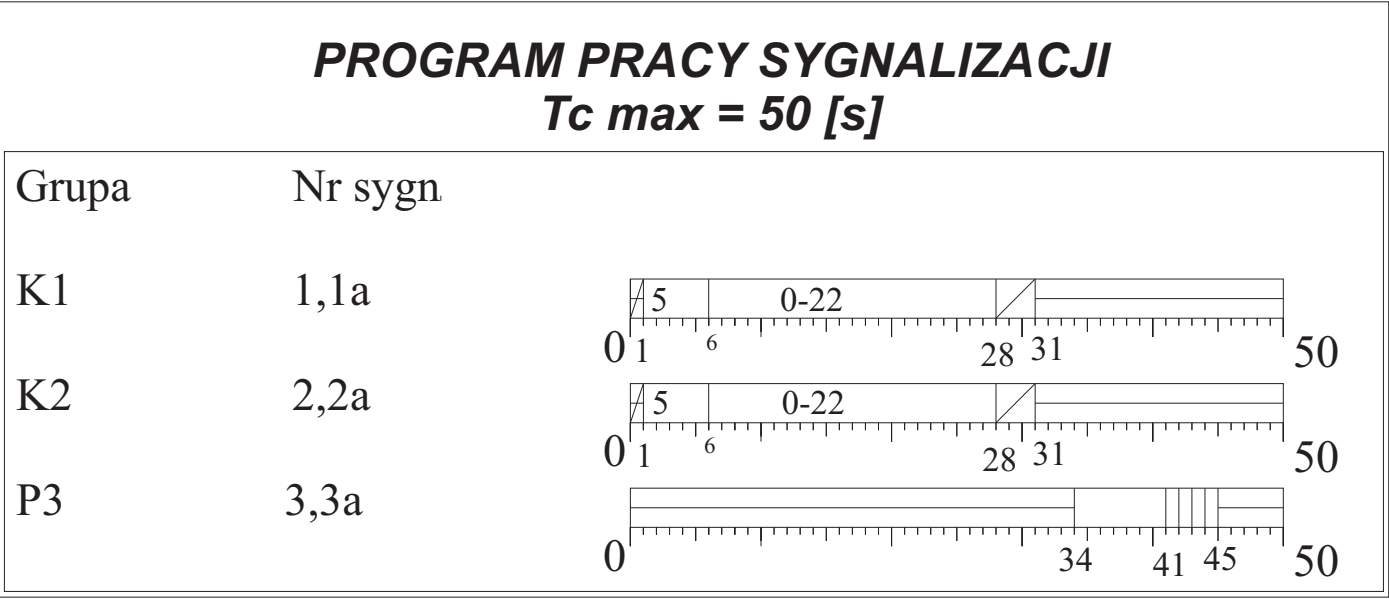 PROGRAM PRACY SYGNALIZACJI
Tc max = 50 [s]
Grupa Nr sygn.
K1 1,1a 5 0-22
0 1 6 28 31 50
K2 2,2a 5 0-22
0 1 6 28 31 50
P3 3,3a
0 34 41 45 50